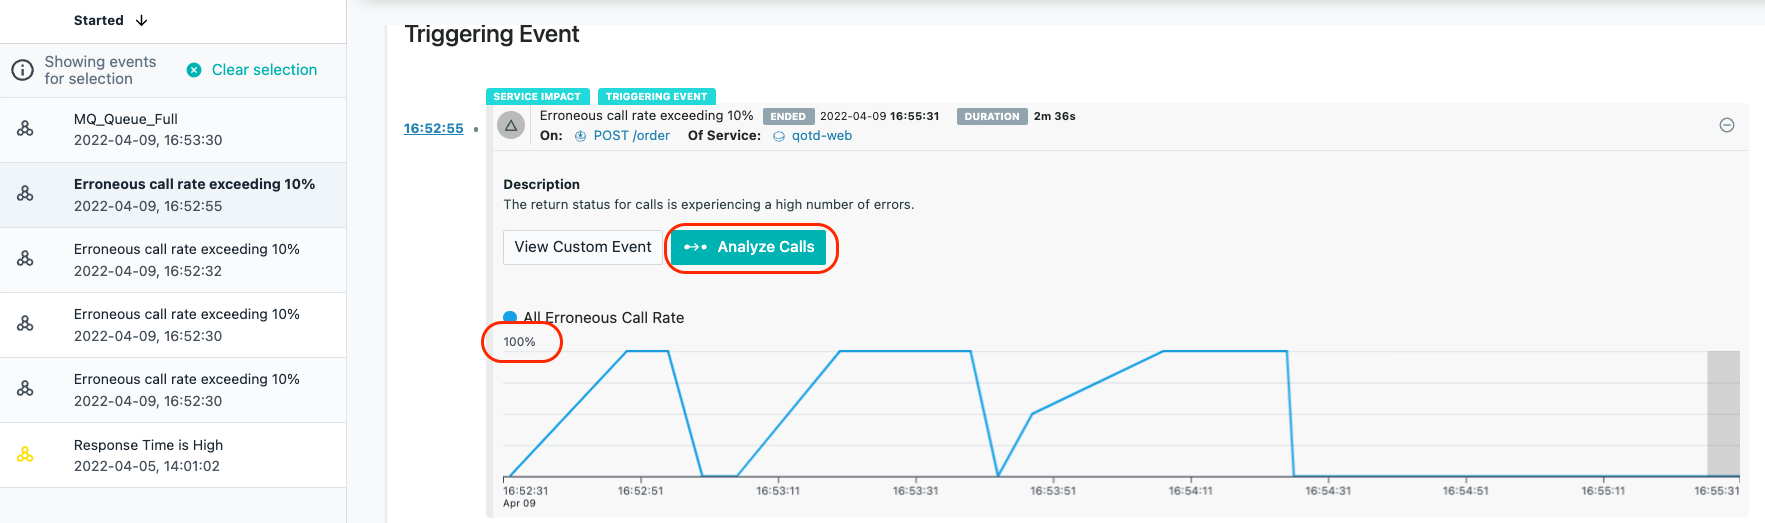 Started ↓
Showing events
for selection
Clear selection
MQ_Queue_Full
2022-04-09, 16:53:30
Erroneous call rate exceeding 10%
2022-04-09, 16:52:55
Erroneous call rate exceeding 10%
2022-04-09, 16:52:32
Erroneous call rate exceeding 10%
2022-04-09, 16:52:30
Erroneous call rate exceeding 10%
2022-04-09, 16:52:30
Response Time is High
2022-04-05, 14:01:02
Triggering Event
SERVICE IMPACT TRIGGERING EVENT
16:52:55
Erroneous call rate exceeding 10% ENDED 2022-04-09 16:55:31 DURATION 2m 36s
On: POST /order Of Service: qotd-web
Description
The return status for calls is experiencing a high number of errors.
View Custom Event Analyze Calls
All Erroneous Call Rate
100%
16:52:31 16:52:51 16:53:11 16:53:31 16:53:51 16:54:11 16:54:31 16:54:51 16:55:11 16:55:31
Apr 09